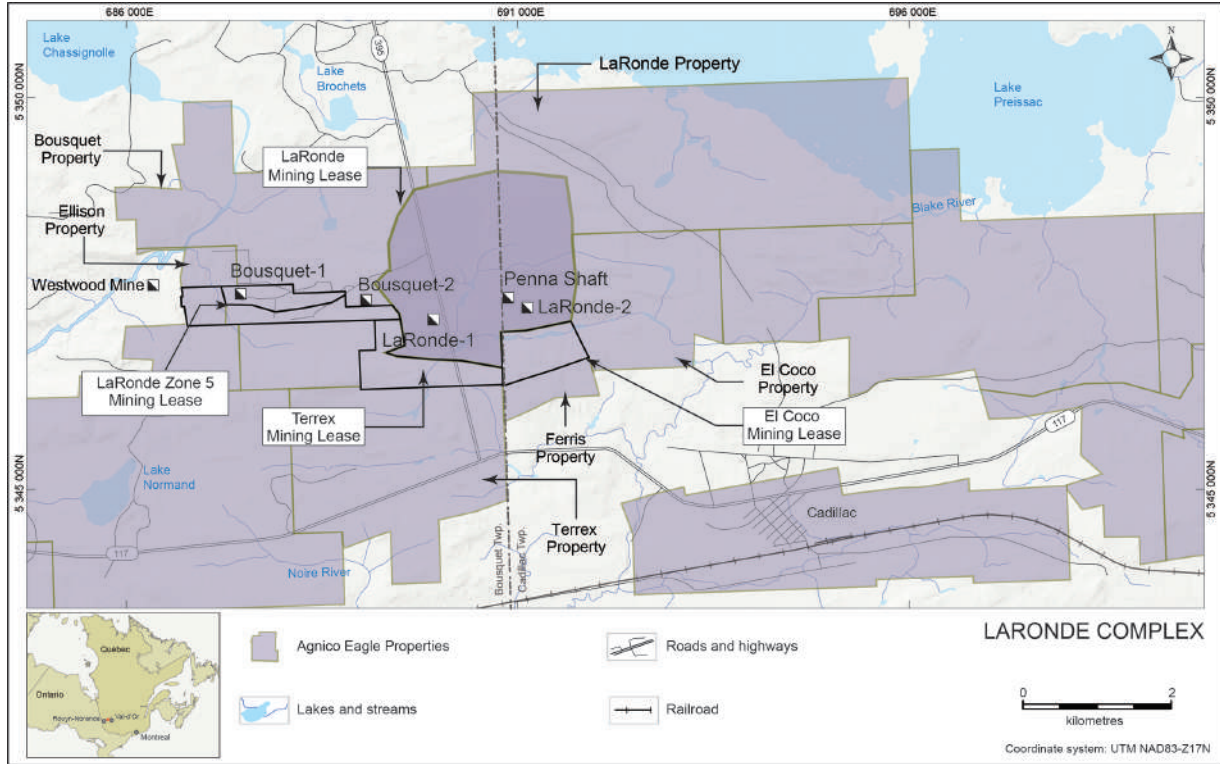 686 000E
691 000E
696 000E
5 350 000N
5 350 000N
5 345 000N
5 345 000N
N
Lake
Chassignolle
Lake
Brochets
395
LaRonde Property
Lake
Preissac
Bousquet
Property
LaRonde
Mining Lease
Ellison
Property
Blake River
Westwood Mine
Bousquet-1
Bousquet-2
Penna Shaft
LaRonde-2
LaRonde-1
LaRonde Zone 5
Mining Lease
El Coco
Property
Terrex
Mining Lease
El Coco
Mining Lease
Ferris
Property
117
Lake
Normand
Cadillac
Terrex
Property
117
Noire River
Bousquet Twp.
Cadillac Twp.
Québec
Ontario
Rouyn-Noranda
Val-d'Or
Montreal
Agnico Eagle Properties
Lakes and streams
Roads and highways
Railroad
LARONDE COMPLEX
0
2
kilometres
Coordinate system: UTM NAD83-Z17N